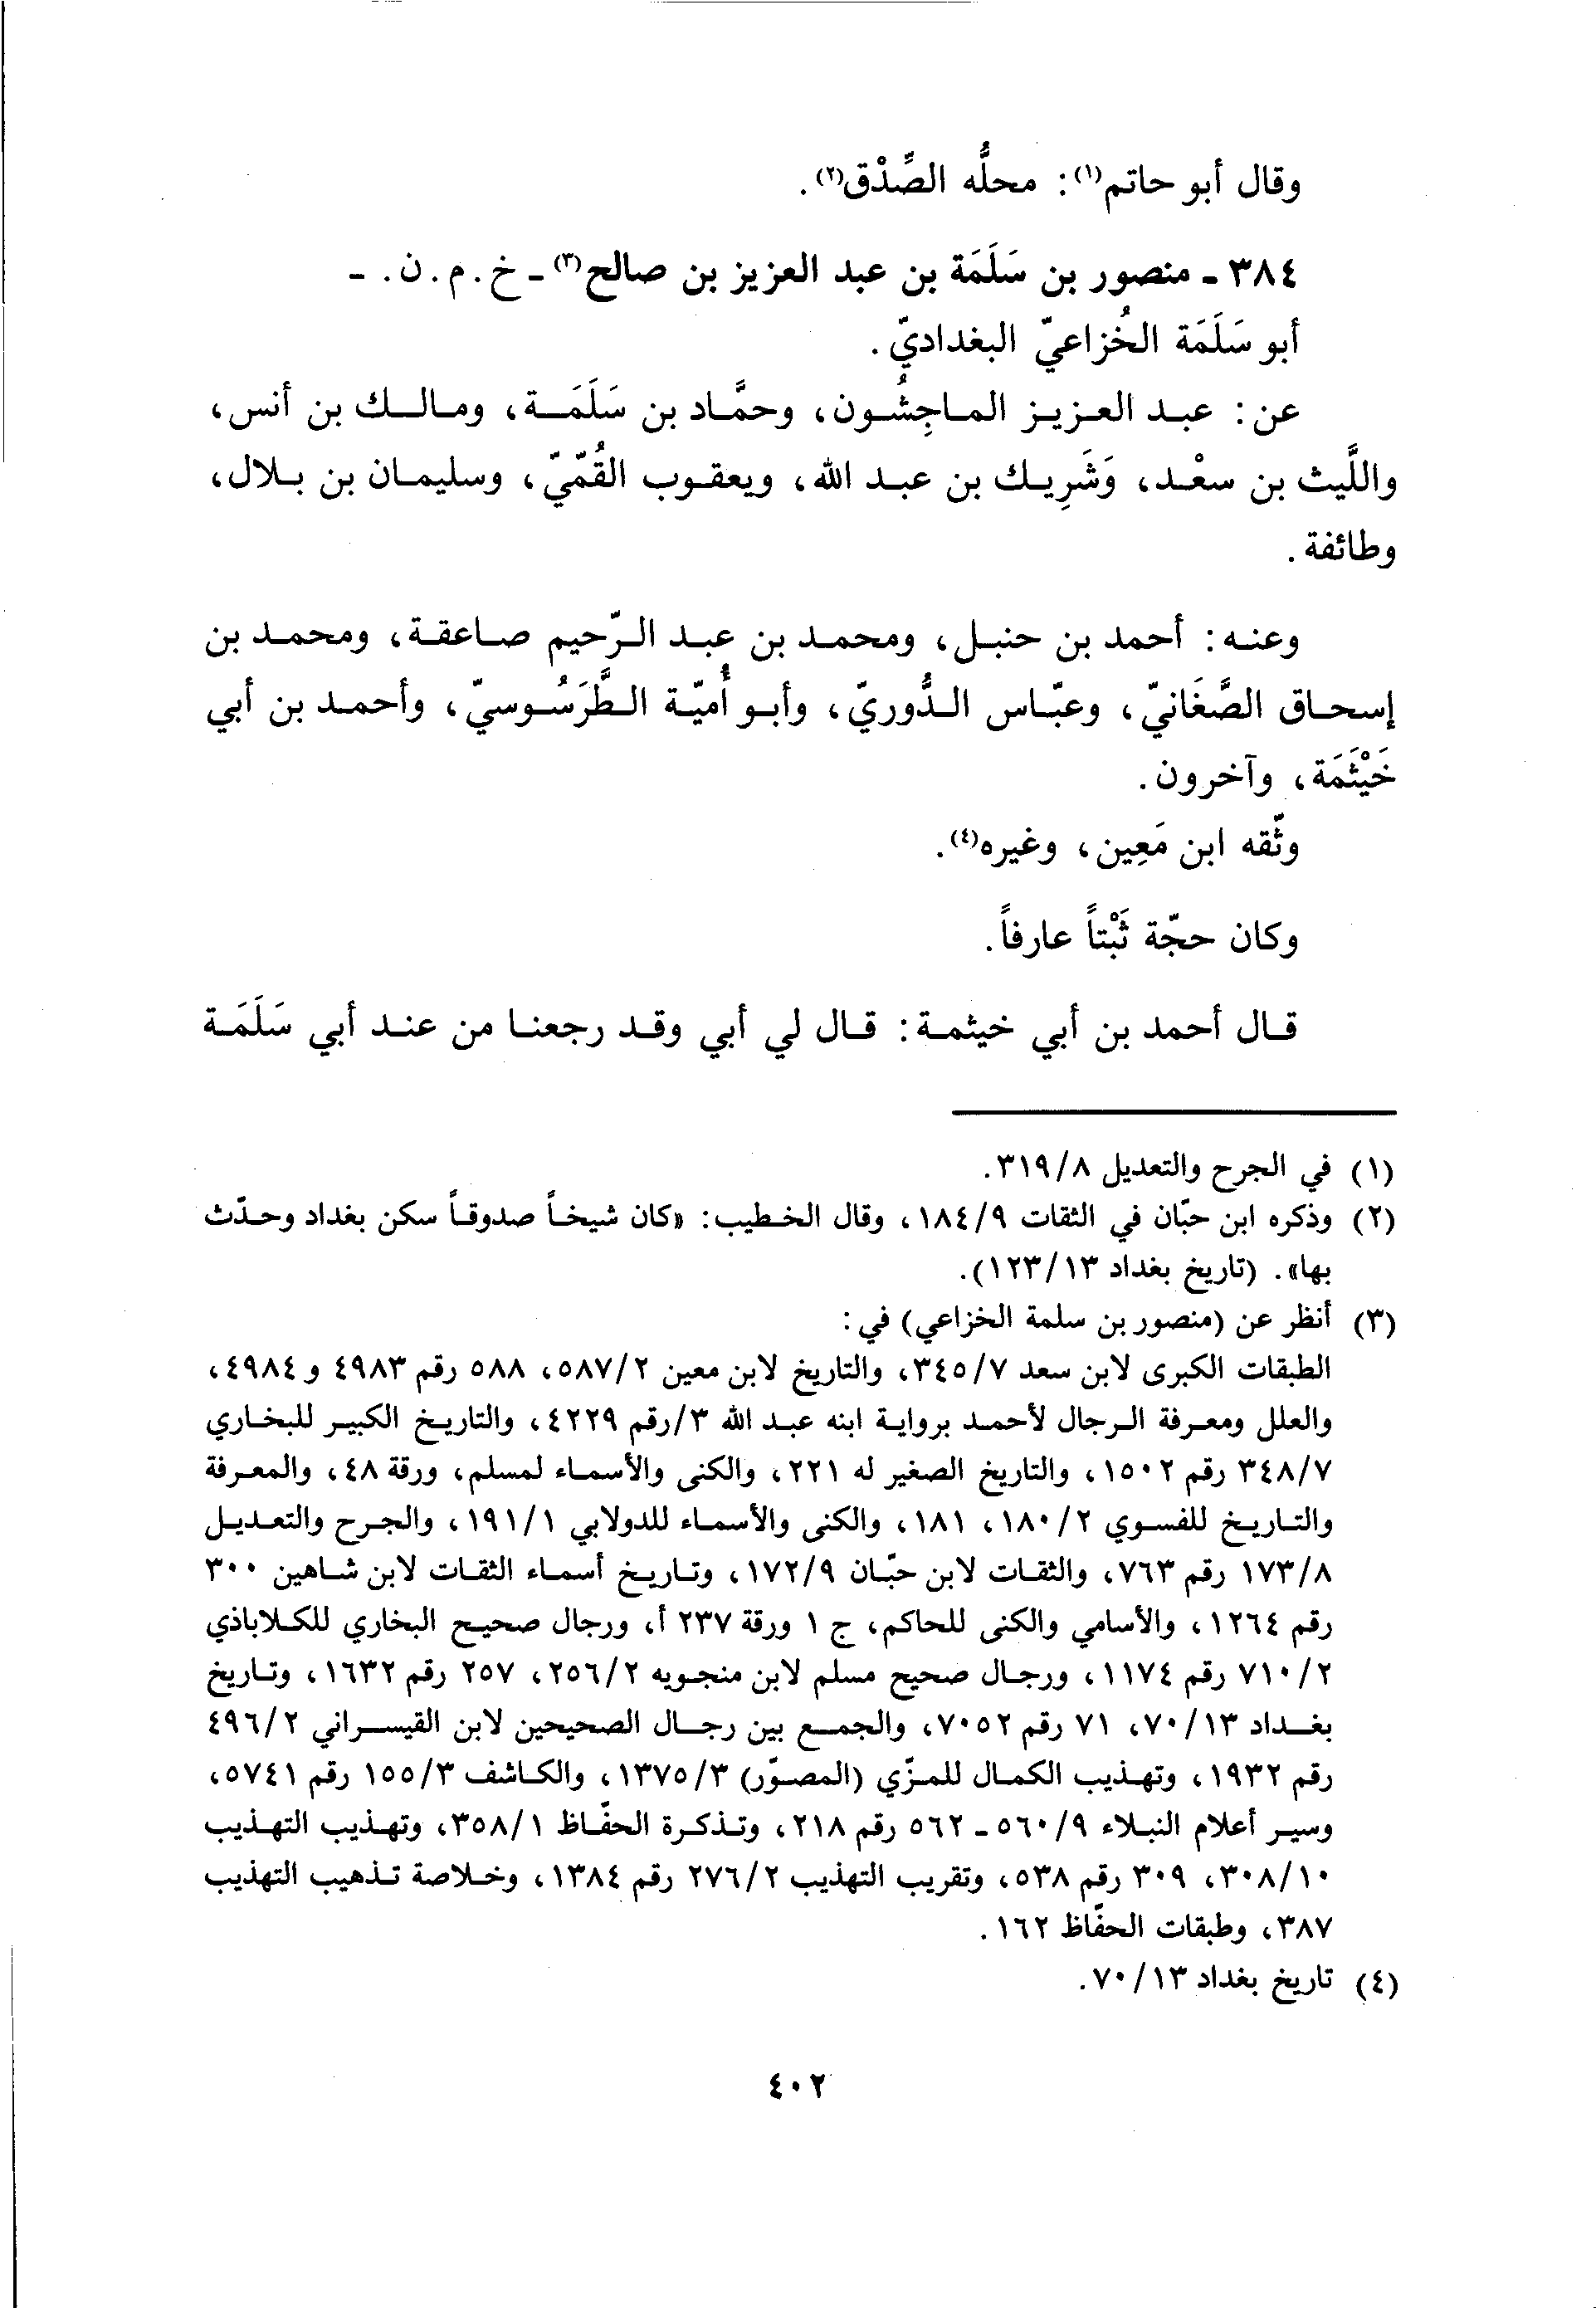 وقال أبو حاتم(١): محلُّه الصِّدْق(٢).
٣٨٤ - منصور بن سَلَمَة بن عبد العزيز بن صالح(٣) - خ. م. ن. -
أبو سَلَمَة الخُزاعيّ البغداديّ.
عن: عبد العزيز الماجِشُون، وحمَّاد بن سَلَمَة، ومالك بن أنس،
واللَّيث بن سعْد، وَشَرِيك بن عبد الله، ويعقوب القُمّيّ، وسليمان بن بلال،
وطائفة.
وعنه: أحمد بن حنبل، ومحمد بن عبد الرّحيم صاعقة، ومحمد بن
إسحاق الصَّغَانيّ، وعبّاس الدُّوريّ، وأبو أُميّة الطَّرَسُوسيّ، وأحمد بن أبي
خَيْثَمَة، وآخرون.
وثّقه ابن مَعِين، وغيره(٤).
وكان حجّة ثَبْتاً عارفاً.
قال أحمد بن أبي خيثمة: قال لي أبي وقد رجعنا من عند أبي سَلَمَة
(١) في الجرح والتعديل ٣١٩/٨.
(٢) وذكره ابن حبّان في الثقات ١٨٤/٩، وقال الخطيب: «كان شيخاً صدوقاً سكن بغداد وحدّث
بها». (تاريخ بغداد ١٢٣/١٣).
(٣) أنظر عن (منصور بن سلمة الخزاعي) في:
الطبقات الكبرى لابن سعد ٣٤٥/٧، والتاريخ لابن معين ٥٨٧/٢، ٥٨٨ رقم ٤٩٨٣ و ٤٩٨٤،
والعلل ومعرفة الرجال لأحمد برواية ابنه عبد الله ٣/رقم ٤٢٢٩، والتاريخ الكبير للبخاري
٣٤٨/٧ رقم ١٥٠٢، والتاريخ الصغير له ٢٢١، والكنى والأسماء لمسلم، ورقة ٤٨، والمعرفة
والتاريخ للفسوي ١٨٠/٢، ١٨١، والكنى والأسماء للدولابي ١٩١/١، والجرح والتعديل
١٧٣/٨ رقم ٧٦٣، والثقات لابن حبّان ١٧٢/٩، وتاريخ أسماء الثقات لابن شاهين ٣٠٠
رقم ١٢٦٤، والأسامي والكنى للحاكم، ج ١ ورقة ٢٣٧ أ، ورجال صحيح البخاري للكلاباذي
٧١٠/٢ رقم ١١٧٤، ورجال صحيح مسلم لابن منجويه ٢٥٦/٢، ٢٥٧ رقم ١٦٣٢، وتاريخ
بغداد ٧٠/١٣، ٧١ رقم ٧٠٥٢، والجمع بين رجال الصحيحين لابن القيسراني ٤٩٦/٢
رقم ١٩٣٢، وتهذيب الكمال للمزّي (المصوّر) ١٣٧٥/٣، والكاشف ١٥٥/٣ رقم ٥٧٤١،
وسير أعلام النبلاء ٥٦٠/٩ - ٥٦٢ رقم ٢١٨، وتذكرة الحفّاظ ٣٥٨/١، وتهذيب التهذيب
٣٠٨/١٠، ٣٠٩ رقم ٥٣٨، وتقريب التهذيب ٢٧٦/٢ رقم ١٣٨٤، وخلاصة تذهيب التهذيب
٣٨٧، وطبقات الحفّاظ ١٦٢.
(٤) تاريخ بغداد ٧٠/١٣.
٤٠٢